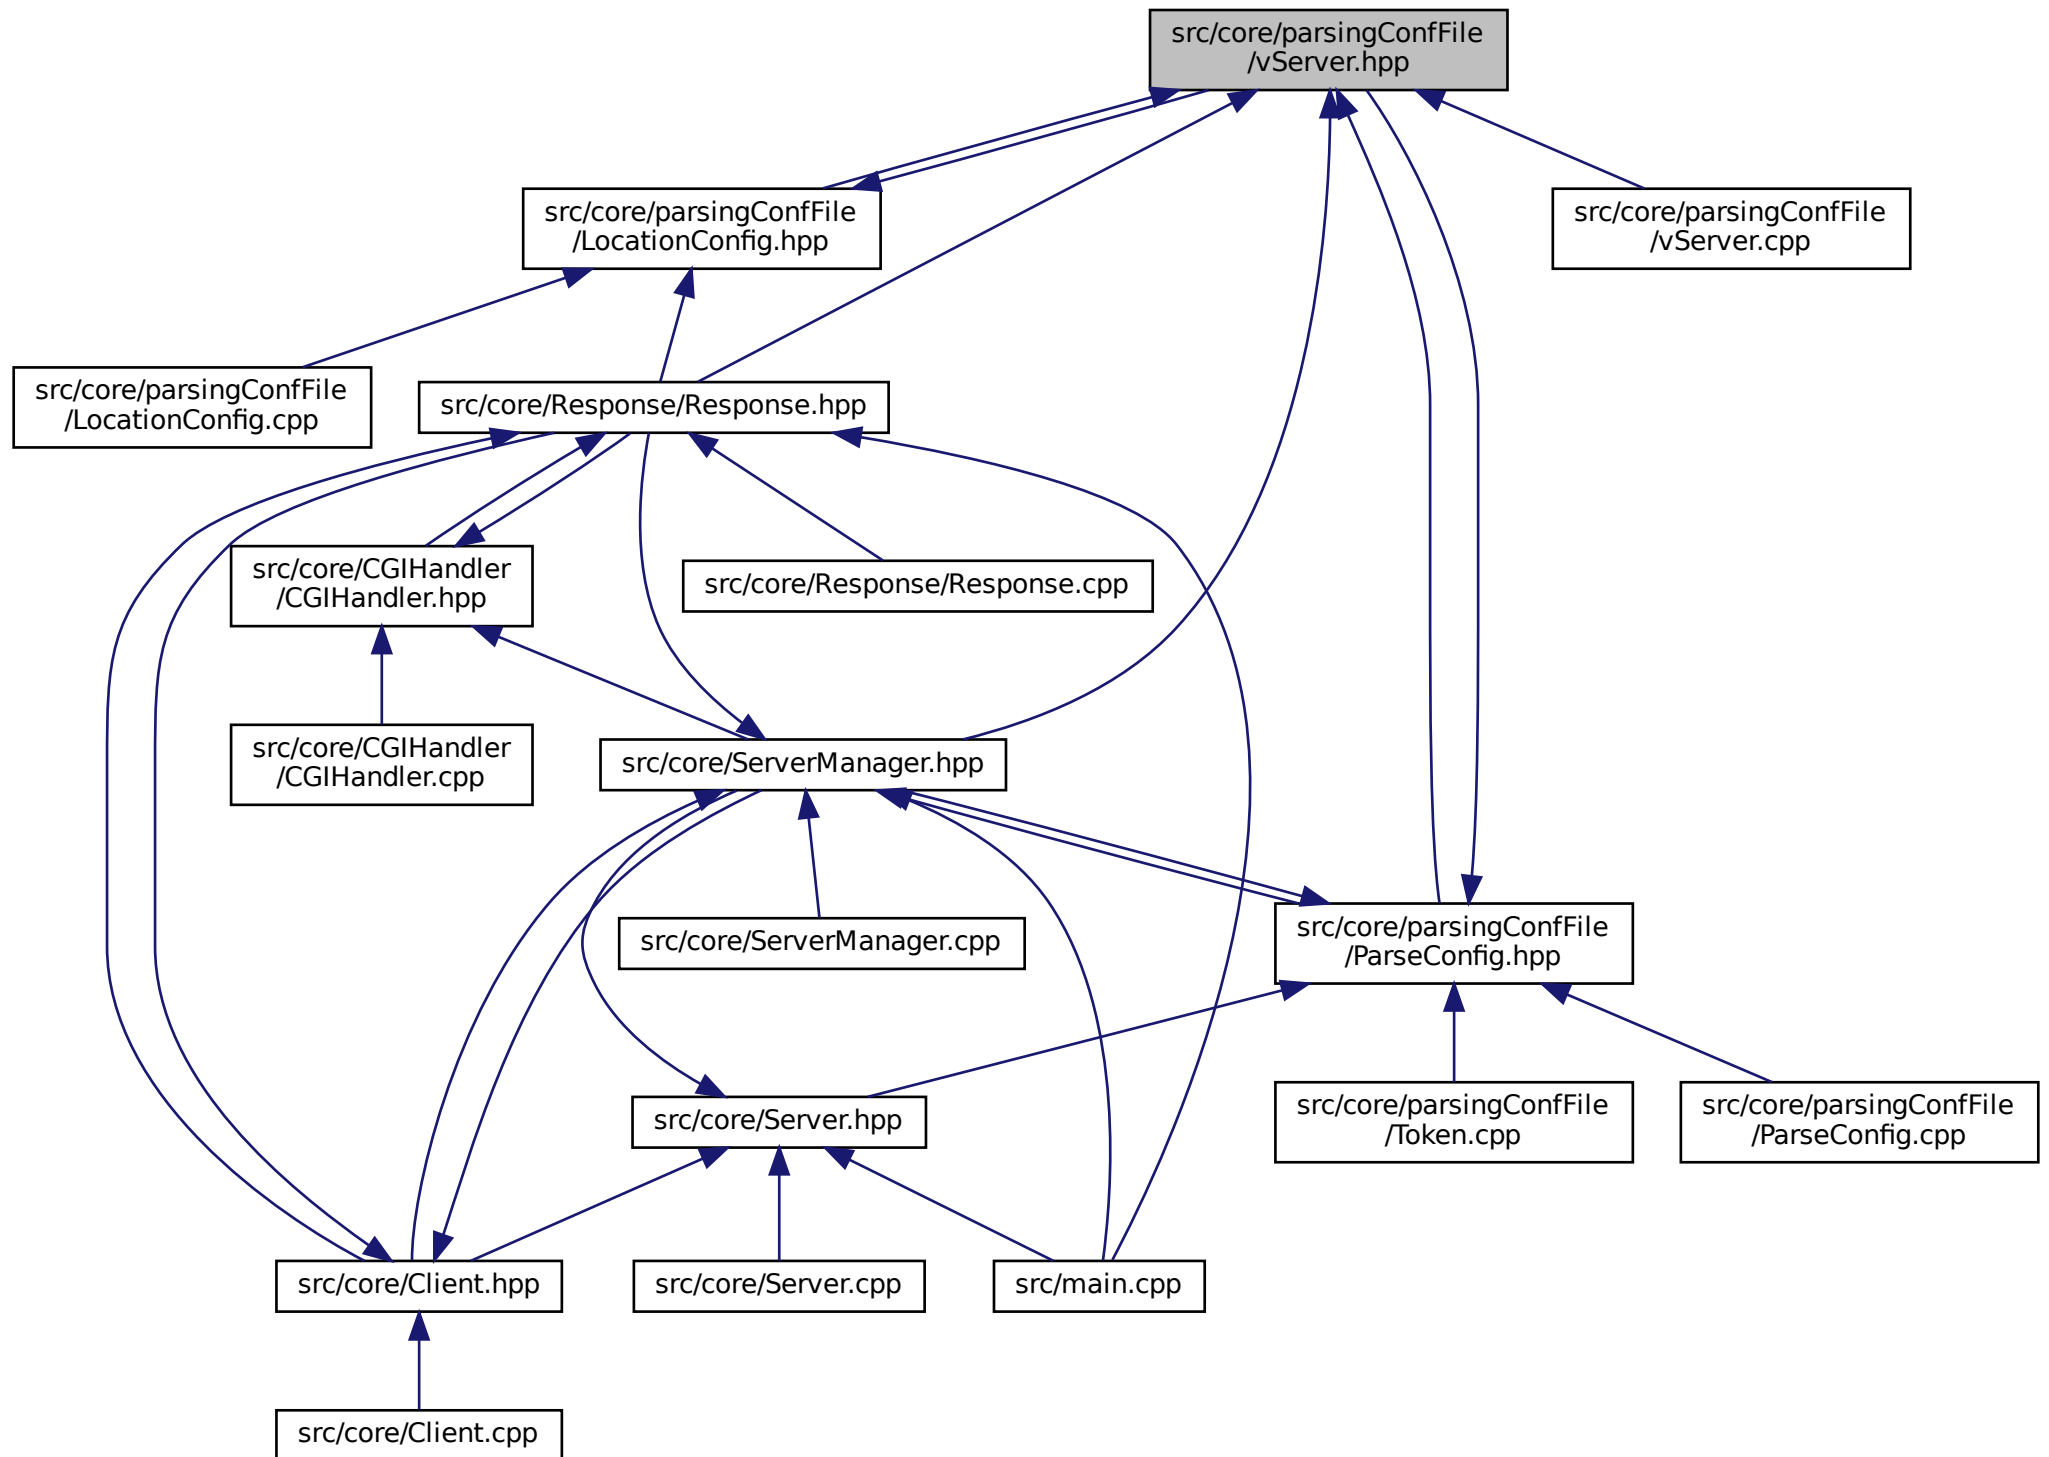 src/core/parsingConfFile
/vServer.hpp
src/core/parsingConfFile
/LocationConfig.hpp
src/core/parsingConfFile
/vServer.cpp
src/core/parsingConfFile
/LocationConfig.cpp
src/core/Response/Response.hpp
src/core/CGIHandler
/CGIHandler.hpp
src/core/Response/Response.cpp
src/core/CGIHandler
/CGIHandler.cpp
src/core/ServerManager.hpp
src/core/ServerManager.cpp
src/core/parsingConfFile
/ParseConfig.hpp
src/core/Server.hpp
src/core/parsingConfFile
/Token.cpp
src/core/parsingConfFile
/ParseConfig.cpp
src/core/Client.hpp
src/core/Server.cpp
src/main.cpp
src/core/Client.cpp